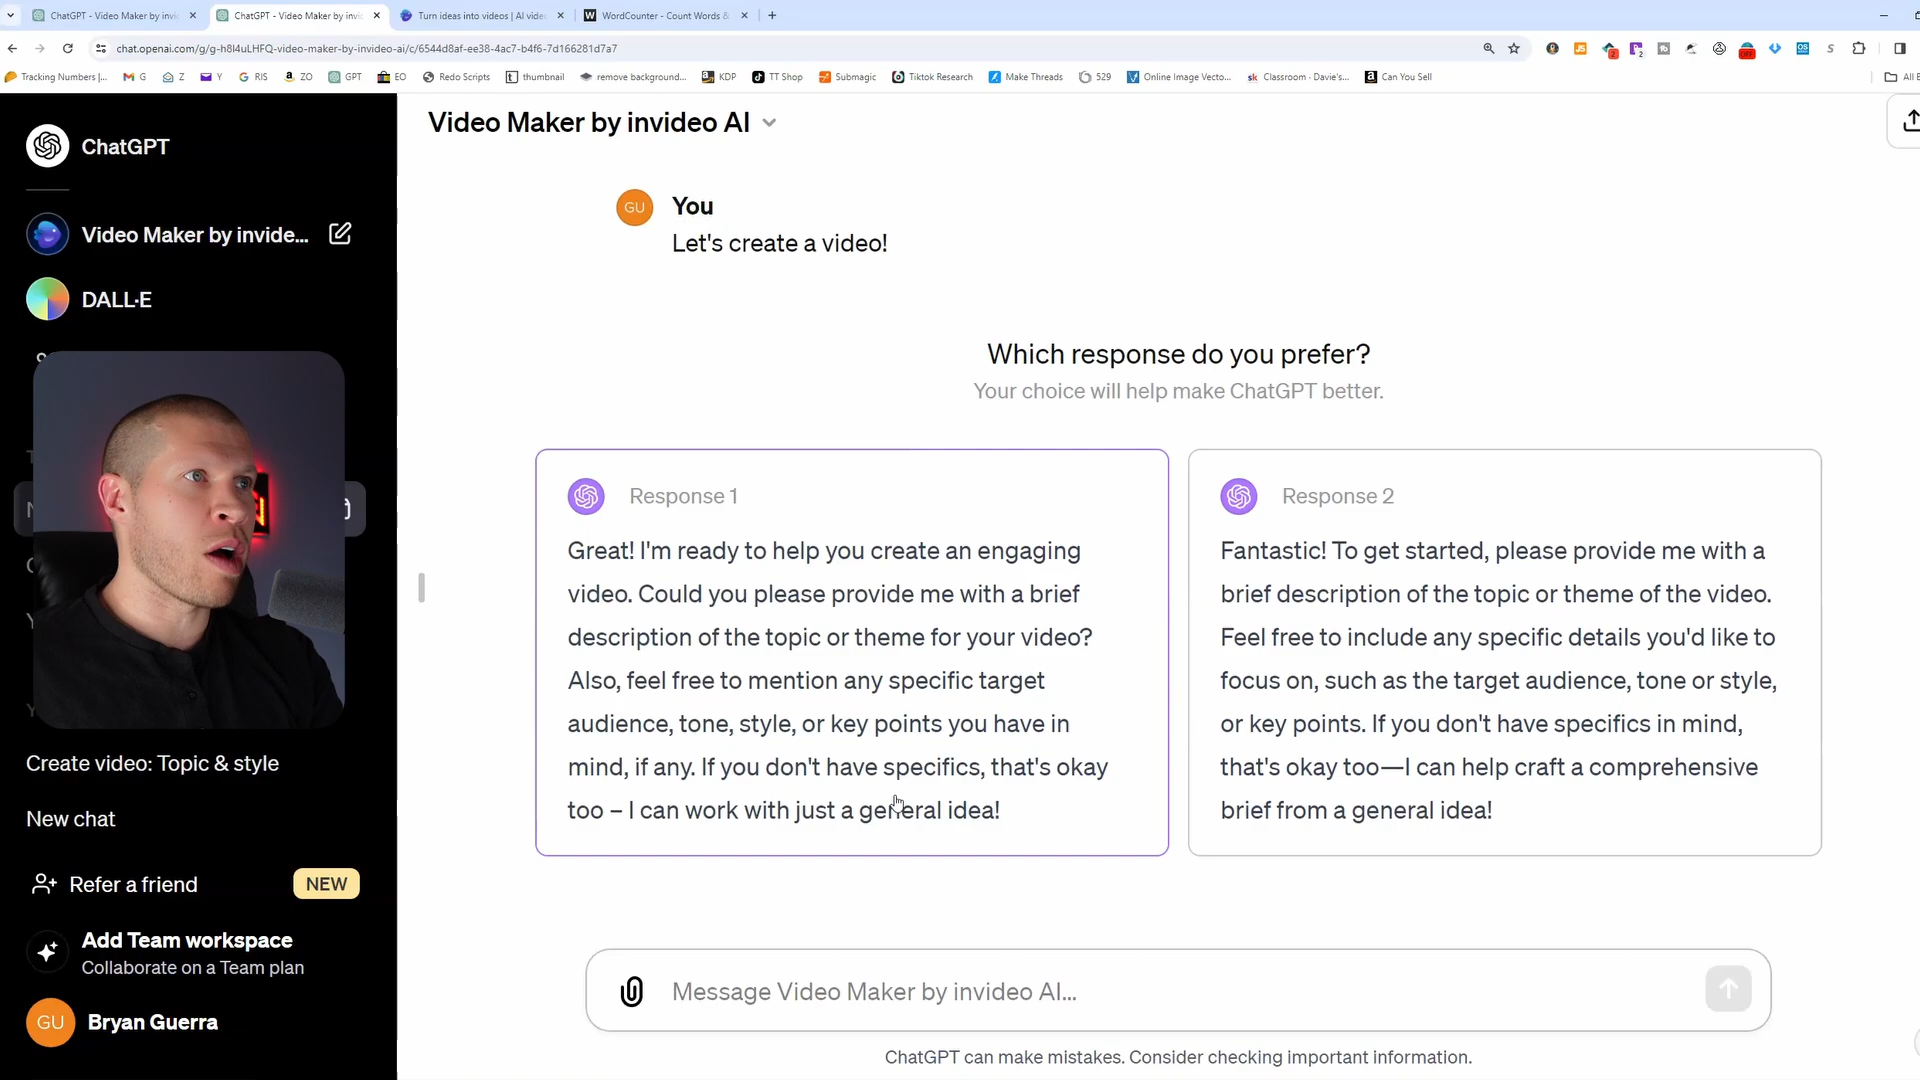 ChatGPT - Video Maker by invi
ChatGPT - Video Maker by invi
Turn ideas into videos | AI vide
WordCounter - Count Words &
chat.openai.com/g/g-h8l4uLHFQ-video-maker-by-invideo-ai/c/6544d8af-ee38-4ac7-b4f6-7d166281d7a7
Tracking Numbers |... G Z Y RIS ZO GPT EO Redo Scripts thumbnail remove background... KDP TT Shop Submagic Tiktok Research Make Threads 529 Online Image Vecto... Classroom - Davie's... Can You Sell All B
ChatGPT
Video Maker by invide...
DALL·E
Create video: Topic & style
New chat
Refer a friend NEW
Add Team workspace
Collaborate on a Team plan
GU Bryan Guerra
Video Maker by invideo AI
GU You
Let's create a video!
Which response do you prefer?
Your choice will help make ChatGPT better.
Response 1
Great! I'm ready to help you create an engaging
video. Could you please provide me with a brief
description of the topic or theme for your video?
Also, feel free to mention any specific target
audience, tone, style, or key points you have in
mind, if any. If you don't have specifics, that's okay
too – I can work with just a general idea!
Response 2
Fantastic! To get started, please provide me with a
brief description of the topic or theme of the video.
Feel free to include any specific details you'd like to
focus on, such as the target audience, tone or style,
or key points. If you don't have specifics in mind,
that's okay too—I can help craft a comprehensive
brief from a general idea!
Message Video Maker by invideo AI...
ChatGPT can make mistakes. Consider checking important information.